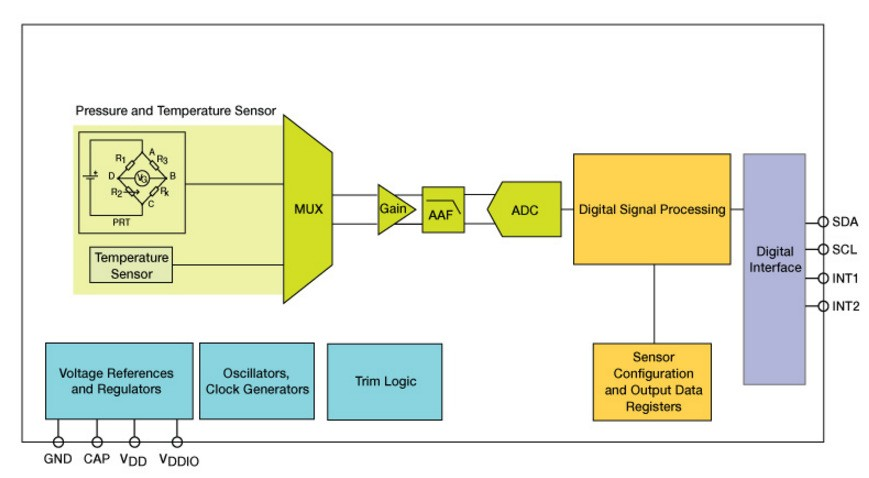 Pressure and Temperature Sensor
R1
A
R3
D
VG
B
R2
C
Rx
PRT
Temperature
Sensor
MUX
Gain
AAF
ADC
Digital Signal Processing
Digital
Interface
SDA
SCL
INT1
INT2
Voltage References
and Regulators
Oscillators,
Clock Generators
Trim Logic
Sensor
Configuration
and Output Data
Registers
GND
CAP
VDD
VDDIO